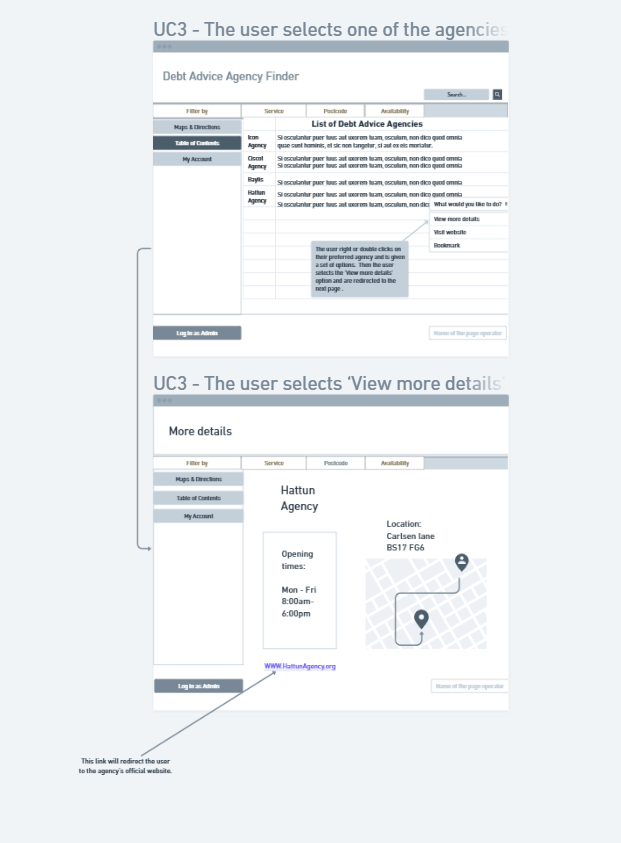 UC3 - The user selects one of the agencies
Debt Advice Agency Finder
Search...
Filter by
Service
Postcode
Availability
Maps & Directions
Table of Contents
My Account
List of Debt Advice Agencies
Icon
Agency
Si osculantur puer tuus aut uxorem tuam, osculum, non dico quod omnia
quae sunt hominis, et sic non tangetur, si aut ex eis moriatur.
Ciscot
Agency
Si osculantur puer tuus aut uxorem tuam, osculum, non dico quod omnia
Si osculantur puer tuus aut uxorem tuam, osculum, non dico quod omnia
Baylis
Si osculantur puer tuus aut uxorem tuam, osculum, non dico quod omnia
Hattun
Agency
Si osculantur puer tuus aut uxorem tuam, osculum, non dico quod omnia
Si osculantur puer tuus aut uxorem tuam, osculum, non dico quod omnia
What would you like to do?
View more details
Visit website
Bookmark
The user right or double clicks on
their preferred agency and is given
a set of options. Then the user
selects the 'View more details'
option and are redirected to the
next page .
Log in as Admin
Name of the page operator
UC3 - The user selects ‘View more details’
More details
Filter by
Service
Postcode
Availability
Maps & Directions
Table of Contents
My Account
Hattun
Agency
Opening
times:
Mon - Fri
8:00am-
6:00pm
Location:
Carlsen lane
BS17 FG6
WWW.HattunAgency.org
Log in as Admin
Name of the page operator
This link will redirect the user
to the agency's official website.